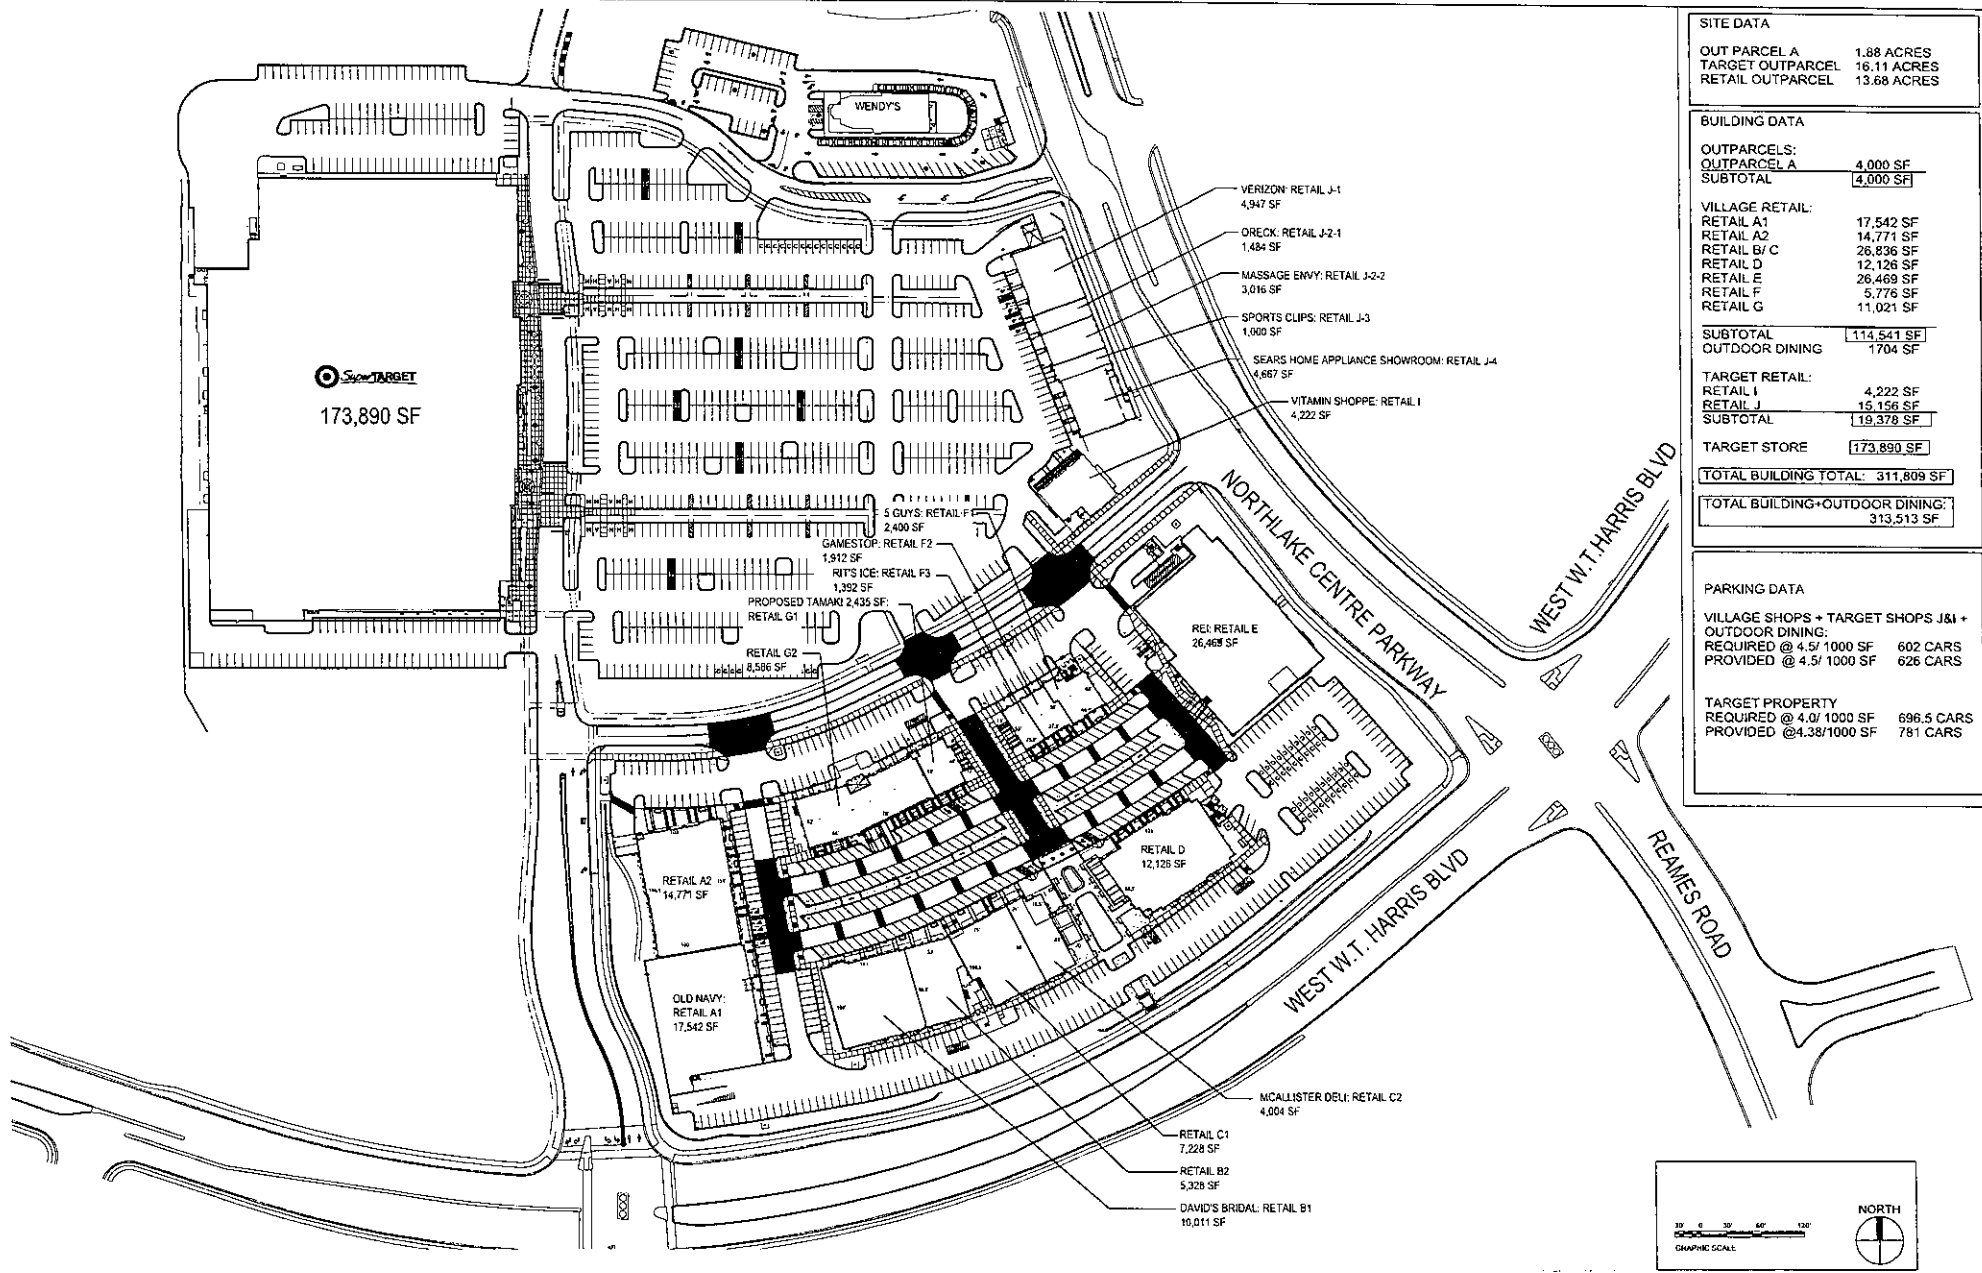 WENDY'S
SuperTARGET
173,890 SF
VERIZON: RETAIL J-1
4,947 SF
ORECK: RETAIL J-2-1
1,484 SF
MASSAGE ENVY: RETAIL J-2-2
3,016 SF
SPORTS CLIPS: RETAIL J-3
1,000 SF
SEARS HOME APPLIANCE SHOWROOM: RETAIL J-4
4,667 SF
VITAMIN SHOPPE: RETAIL I
4,222 SF
5 GUYS: RETAIL F1
2,400 SF
GAMESTOP: RETAIL F2
1,912 SF
RIT'S ICE: RETAIL F3
1,392 SF
PROPOSED TAMAKI 2,435 SF:
RETAIL G1
RETAIL G2
8,586 SF
REI: RETAIL E
26,469 SF
RETAIL D
12,126 SF
RETAIL A2
14,771 SF
OLD NAVY:
RETAIL A1
17,542 SF
MCALLISTER DELI: RETAIL C2
4,004 SF
RETAIL C1
7,228 SF
RETAIL B2
5,328 SF
DAVID'S BRIDAL: RETAIL B1
10,011 SF
NORTHLAKE CENTRE PARKWAY
WEST W.T.HARRIS BLVD
WEST W.T. HARRIS BLVD
REAMES ROAD
SITE DATA
OUT PARCEL A 1.88 ACRES
TARGET OUTPARCEL 16.11 ACRES
RETAIL OUTPARCEL 13.68 ACRES
BUILDING DATA
OUTPARCELS:
OUTPARCEL A 4,000 SF
SUBTOTAL 4,000 SF
VILLAGE RETAIL:
RETAIL A1 17,542 SF
RETAIL A2 14,771 SF
RETAIL B/ C 26,836 SF
RETAIL D 12,126 SF
RETAIL E 26,469 SF
RETAIL F 5,776 SF
RETAIL G 11,021 SF
SUBTOTAL 114,541 SF
OUTDOOR DINING 1704 SF
TARGET RETAIL:
RETAIL I 4,222 SF
RETAIL J 15,156 SF
SUBTOTAL 19,378 SF
TARGET STORE 173,890 SF
TOTAL BUILDING TOTAL: 311,809 SF
TOTAL BUILDING+OUTDOOR DINING:
313,513 SF
PARKING DATA
VILLAGE SHOPS + TARGET SHOPS J&I +
OUTDOOR DINING:
REQUIRED @ 4.5/ 1000 SF 602 CARS
PROVIDED @ 4.5/ 1000 SF 626 CARS
TARGET PROPERTY
REQUIRED @ 4.0/ 1000 SF 696.5 CARS
PROVIDED @4.38/1000 SF 781 CARS
30' 0 30' 60' 120'
GRAPHIC SCALE
NORTH